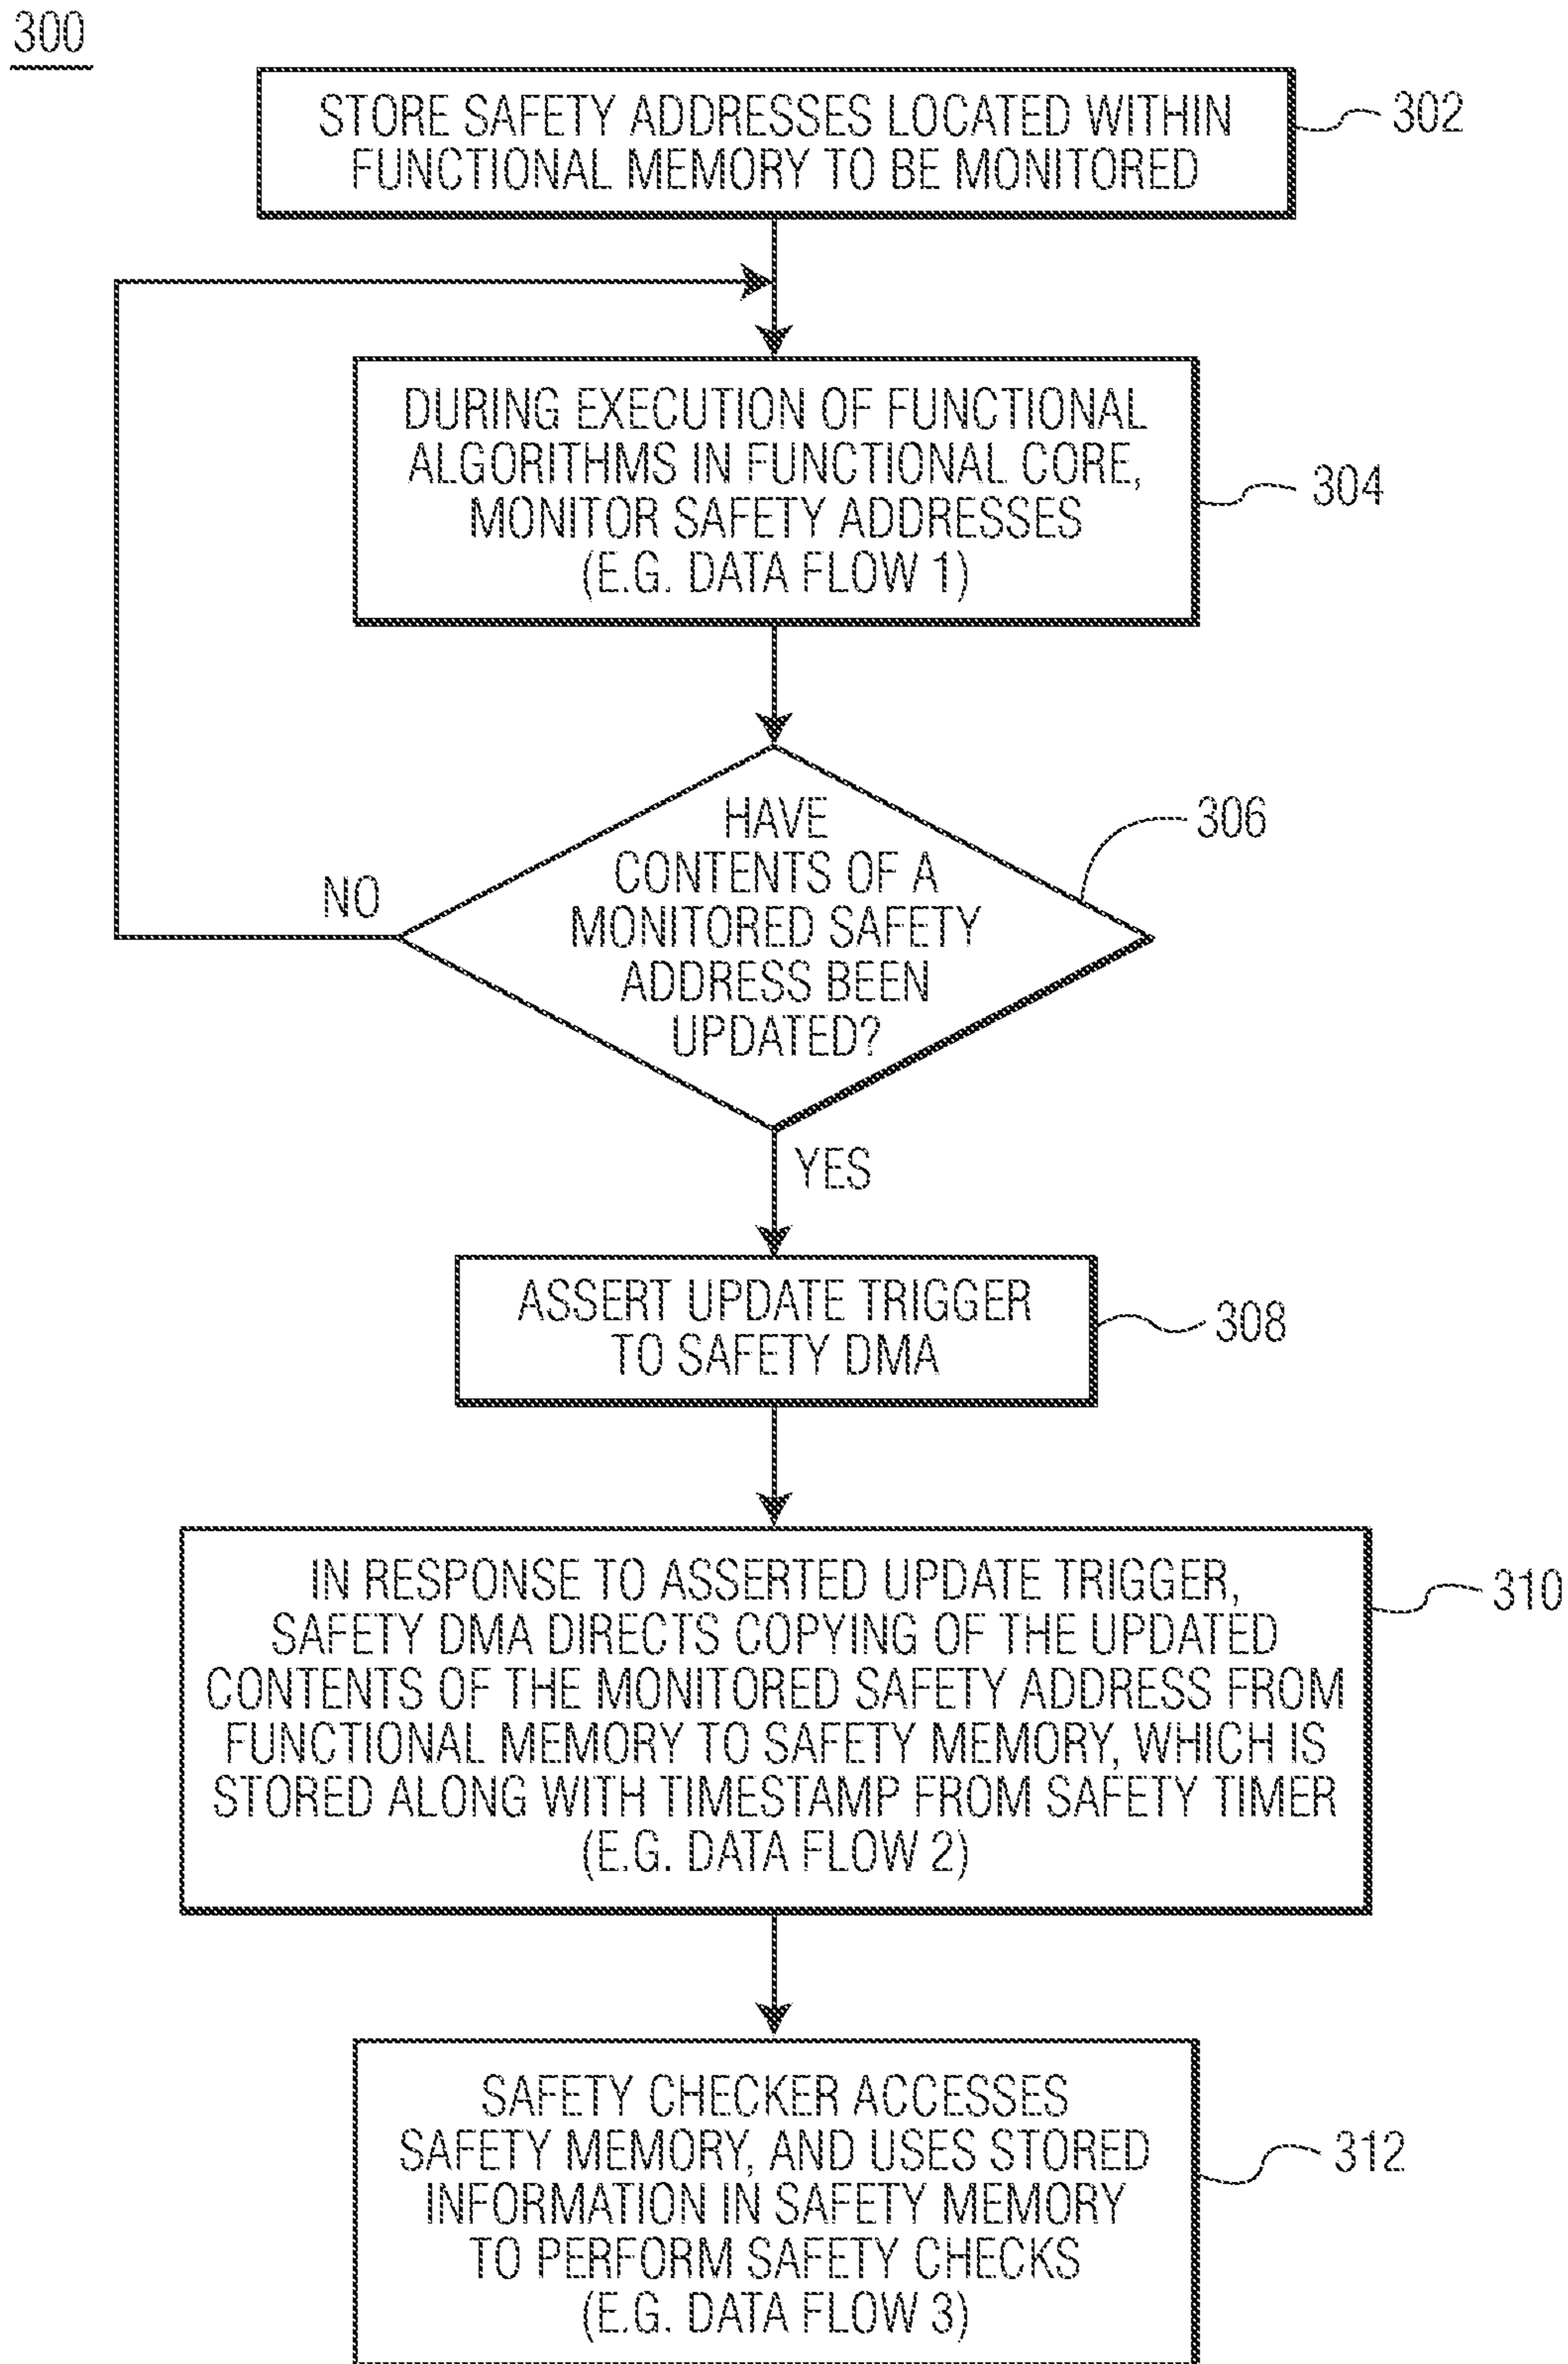 300
STORE SAFETY ADDRESSES LOCATED WITHIN
FUNCTIONAL MEMORY TO BE MONITORED
302
DURING EXECUTION OF FUNCTIONAL
ALGORITHMS IN FUNCTIONAL CORE,
MONITOR SAFETY ADDRESSES
(E.G. DATA FLOW 1)
304
HAVE
CONTENTS OF A
MONITORED SAFETY
ADDRESS BEEN
UPDATED?
306
NO
YES
ASSERT UPDATE TRIGGER
TO SAFETY DMA
308
IN RESPONSE TO ASSERTED UPDATE TRIGGER,
SAFETY DMA DIRECTS COPYING OF THE UPDATED
CONTENTS OF THE MONITORED SAFETY ADDRESS FROM
FUNCTIONAL MEMORY TO SAFETY MEMORY, WHICH IS
STORED ALONG WITH TIMESTAMP FROM SAFETY TIMER
(E.G. DATA FLOW 2)
310
SAFETY CHECKER ACCESSES
SAFETY MEMORY, AND USES STORED
INFORMATION IN SAFETY MEMORY
TO PERFORM SAFETY CHECKS
(E.G. DATA FLOW 3)
312